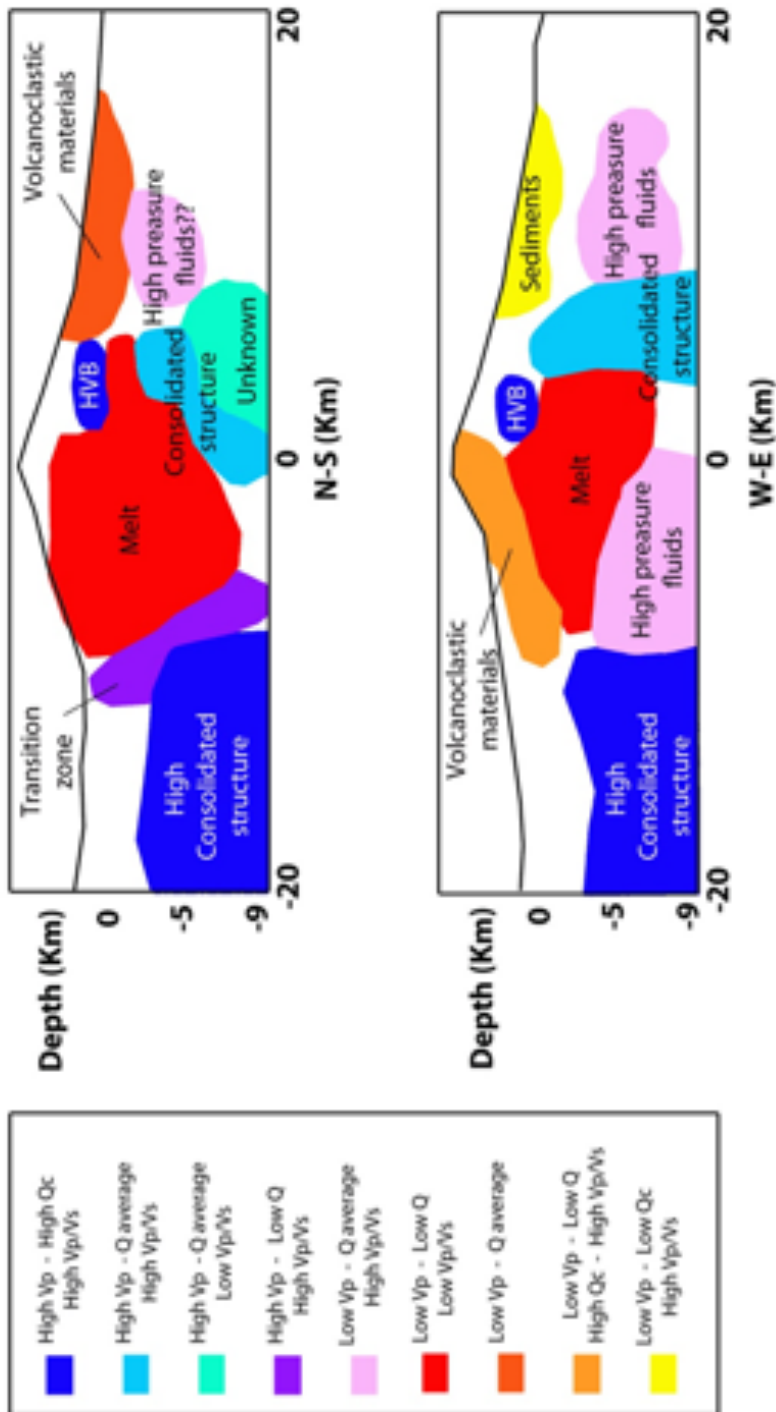 Volcanoclastic
materials
High preasure
fluids??
HVB
Consolidated
structure
Unknown
Melt
Transition
zone
High
Consolidated
structure
Depth (Km)
0
-5
-9
-20
0
20
N-S (Km)
Sediments
High preasure
fluids
HVB
Consolidated
structure
Melt
Volcanoclastic
materials
High preasure
fluids
High
Consolidated
structure
Depth (Km)
0
-5
-9
-20
0
20
W-E (Km)
High Vp - High Qc
High Vp/Vs
High Vp - Q average
High Vp/Vs
High Vp - Q average
Low Vp/Vs
High Vp - Low Q
High Vp/Vs
Low Vp - Q average
High Vp/Vs
Low Vp - Low Q
Low Vp/Vs
Low Vp - Q average
Low Vp - Low Q
High Qc - High Vp/Vs
Low Vp - Low Qc
High Vp/Vs